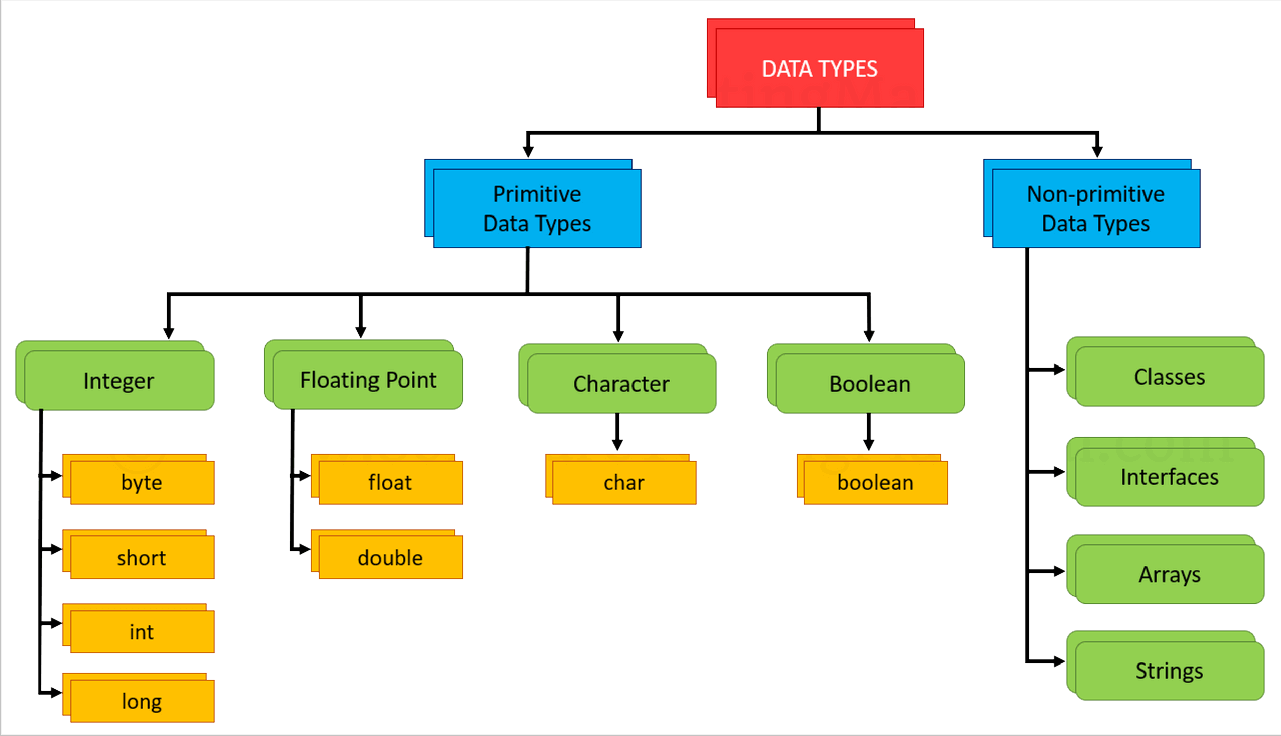 DATA TYPES
Primitive
Data Types
Non-primitive
Data Types
Integer
Floating Point
Character
Boolean
Classes
byte
float
char
boolean
Interfaces
short
double
Arrays
int
Strings
long